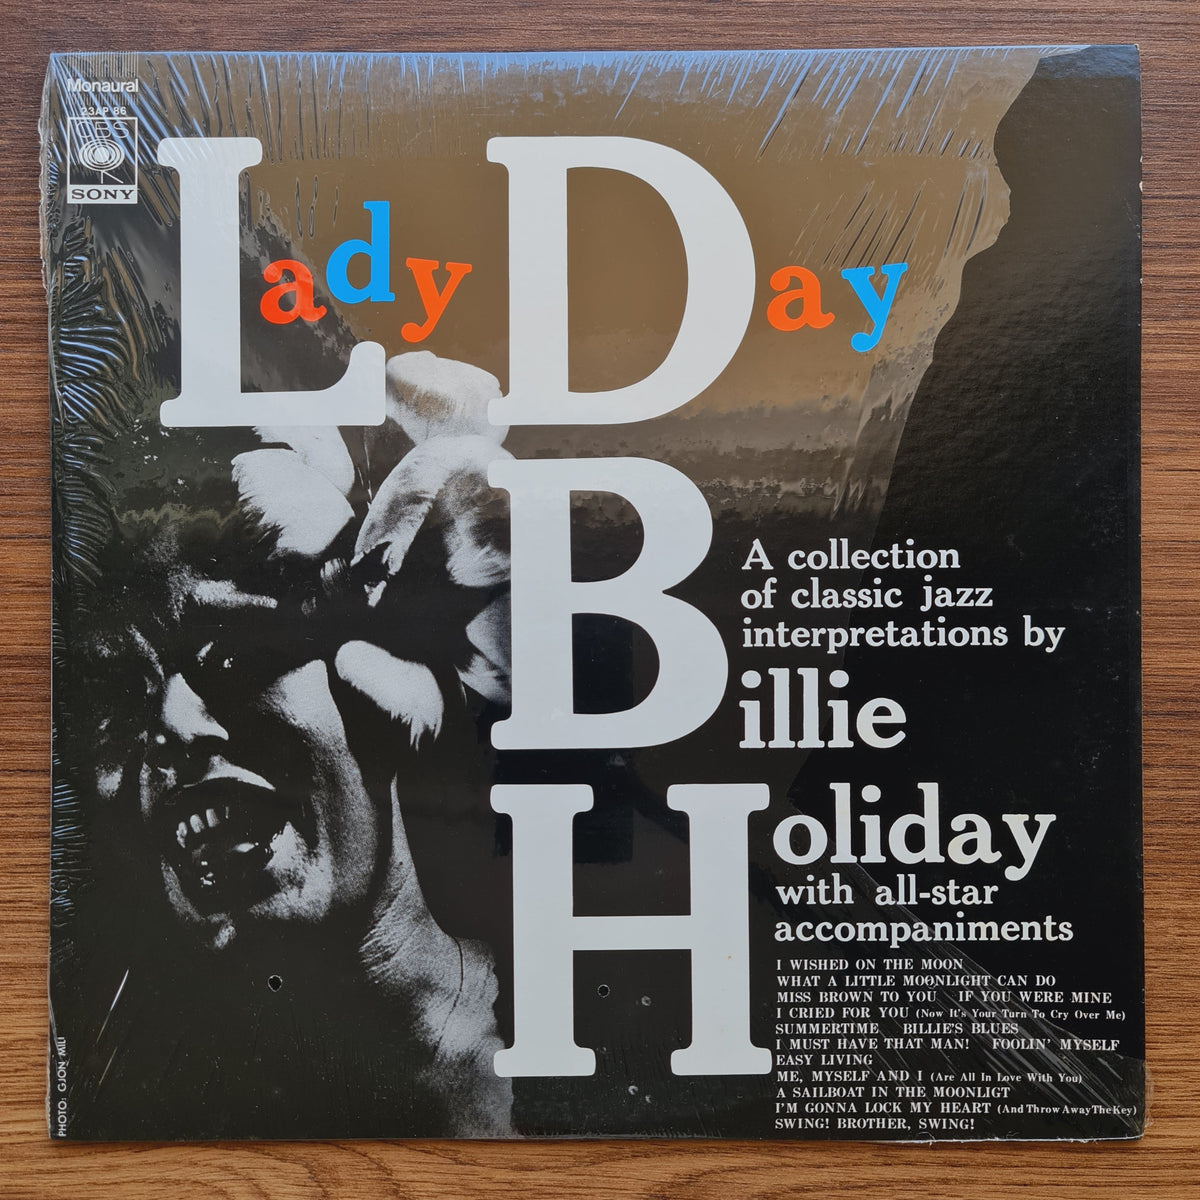 Monaural
23AP 86
CBS
SONY
Lady Day
A collection
of classic jazz
interpretations by
Billie
Holiday
with all-star
accompaniments
I WISHED ON THE MOON
WHAT A LITTLE MOONLIGHT CAN DO
MISS BROWN TO YOU IF YOU WERE MINE
I CRIED FOR YOU (Now It's Your Turn To Cry Over Me)
SUMMERTIME BILLIE'S BLUES
I MUST HAVE THAT MAN! FOOLIN' MYSELF
EASY LIVING
ME, MYSELF AND I (Are All In Love With You)
A SAILBOAT IN THE MOONLIGT
I'M GONNA LOCK MY HEART (And Throw Away The Key)
SWING! BROTHER, SWING!
PHOTO: GJON MILI